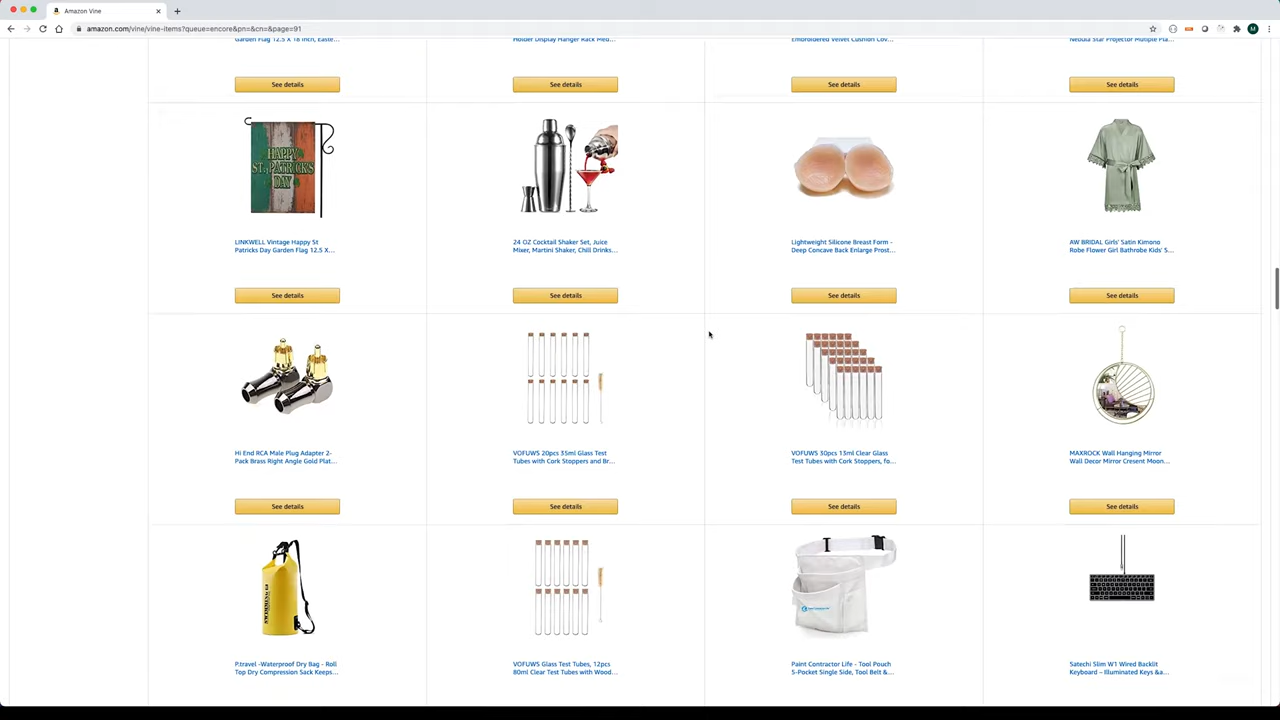 Amazon Vine
amazon.com/vine/vine-items?queue=encore&pn=&cn=&page=91
M
Garden Flag 12.5 X 18 Inch, Easte...
Holder Display Hanger Rack Med...
Embroidered Velvet Cushion Cov...
Nebula Star Projector Multiple Pla...
See details
See details
See details
See details
HAPPY
ST. PATRICK'S
DAY
LINKWELL Vintage Happy St
Patricks Day Garden Flag 12.5 X...
24 OZ Cocktail Shaker Set, Juice
Mixer, Martini Shaker, Chill Drinks...
Lightweight Silicone Breast Form -
Deep Concave Back Enlarge Prost...
AW BRIDAL Girls' Satin Kimono
Robe Flower Girl Bathrobe Kids' S...
See details
See details
See details
See details
Hi End RCA Male Plug Adapter 2-
Pack Brass Right Angle Gold Plat...
VOFUWS 20pcs 35ml Glass Test
Tubes with Cork Stoppers and Br...
VOFUWS 30pcs 13ml Clear Glass
Test Tubes with Cork Stoppers, fo...
MAXROCK Wall Hanging Mirror
Wall Decor Mirror Cresent Moon...
See details
See details
See details
See details
P.travel -Waterproof Dry Bag - Roll
Top Dry Compression Sack Keeps...
VOFUWS Glass Test Tubes, 12pcs
80ml Clear Test Tubes with Wood...
Paint Contractor Life - Tool Pouch
5-Pocket Single Side, Tool Belt &...
Satechi Slim W1 Wired Backlit
Keyboard – Illuminated Keys &a...